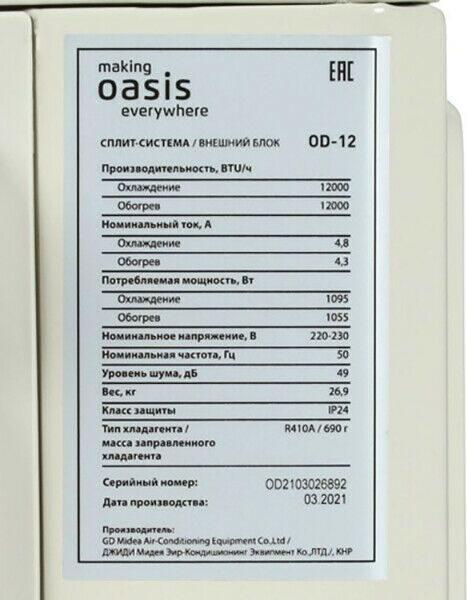 making
oasis
everywhere
EAC
СПЛИТ-СИСТЕМА / ВНЕШНИЙ БЛОК OD-12
Производительность, BTU/ч
Охлаждение 12000
Обогрев 12000
Номинальный ток, А
Охлаждение 4,8
Обогрев 4,3
Потребляемая мощность, Вт
Охлаждение 1095
Обогрев 1055
Номинальное напряжение, В 220-230
Номинальная частота, Гц 50
Уровень шума, дБ 49
Вес, кг 26,9
Класс защиты IP24
Тип хладагента / R410A / 690 г
масса заправленного
хладагента
Серийный номер: OD2103026892
Дата производства: 03.2021
Производитель:
GD Midea Air-Conditioning Equipment Co.,Ltd /
ДЖИДИ Мидея Эир-Кондишионинг Эквипмент Ко.,ЛТД./, КНР